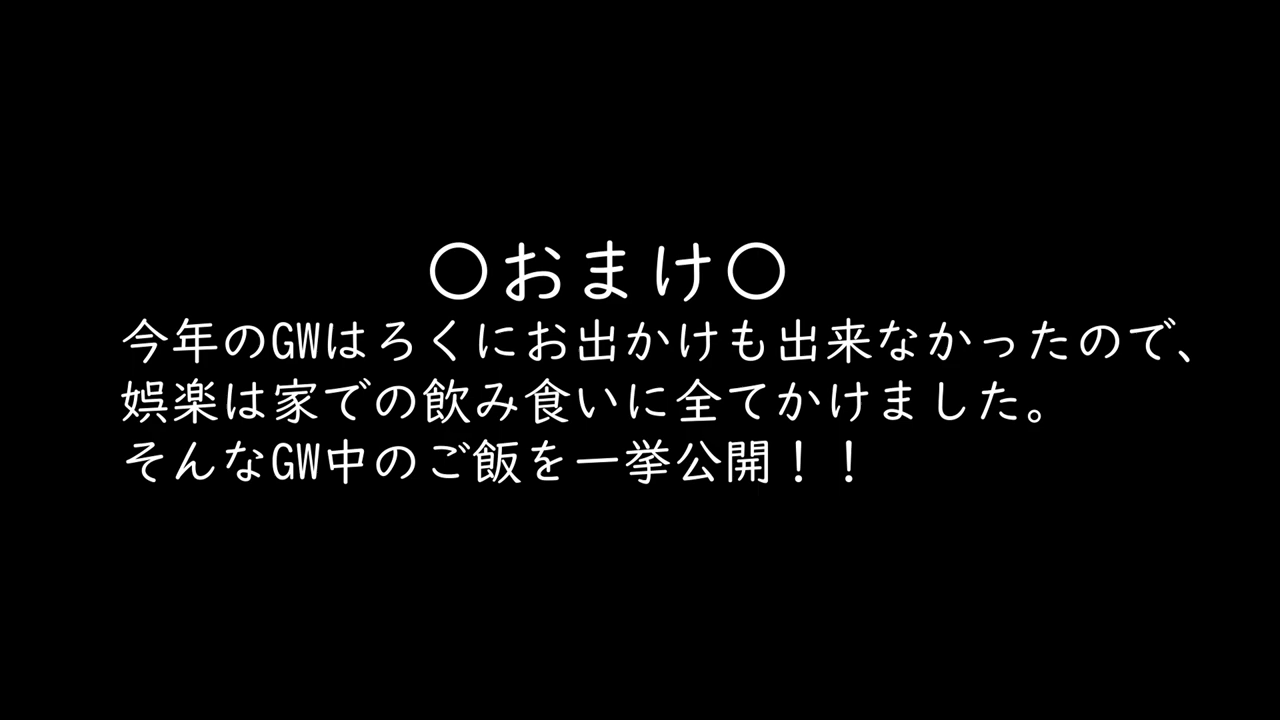 〇おまけ〇
今年のGWはろくにお出かけも出来なかったので、
娯楽は家での飲み食いに全てかけました。
そんなGW中のご飯を一挙公開！！